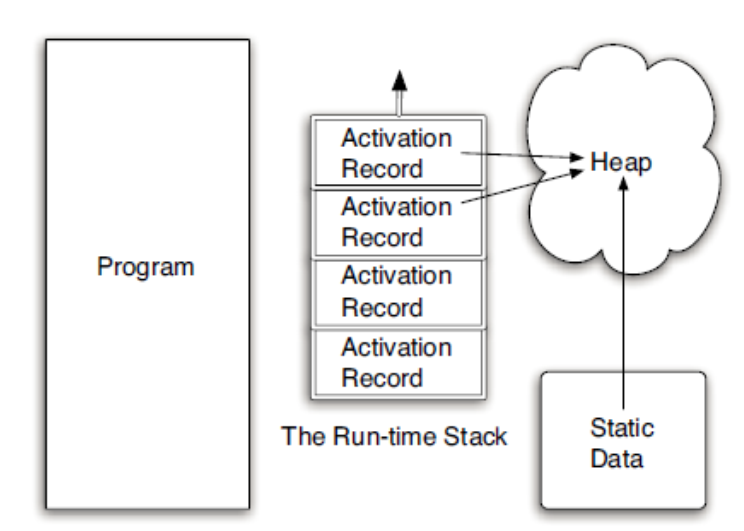 Program
Activation
Record
Activation
Record
Activation
Record
Activation
Record
The Run-time Stack
Heap
Static
Data